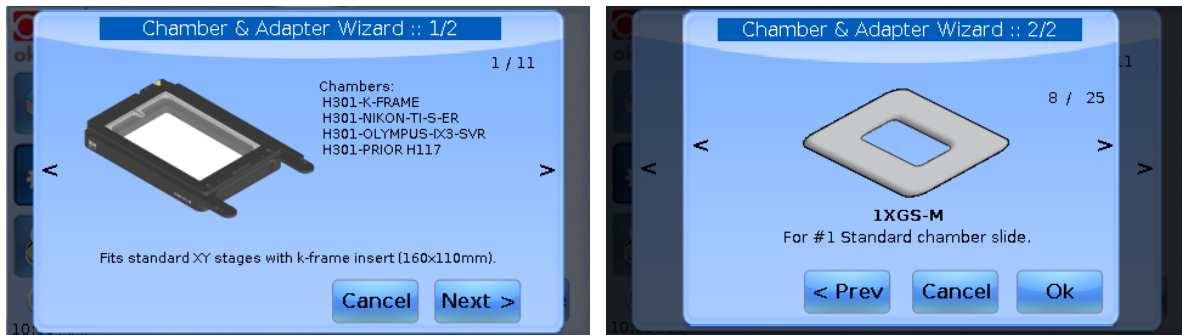 Chamber & Adapter Wizard :: 1/2
1 / 11
Chambers:
H301-K-FRAME
H301-NIKON-TI-S-ER
H301-OLYMPUS-IX3-SVR
H301-PRIOR H117
<
>
Fits standard XY stages with k-frame insert (160x110mm).
Cancel
Next >
Chamber & Adapter Wizard :: 2/2
8 / 25
<
>
<
>
1XGS-M
For #1 Standard chamber slide.
< Prev
Cancel
Ok